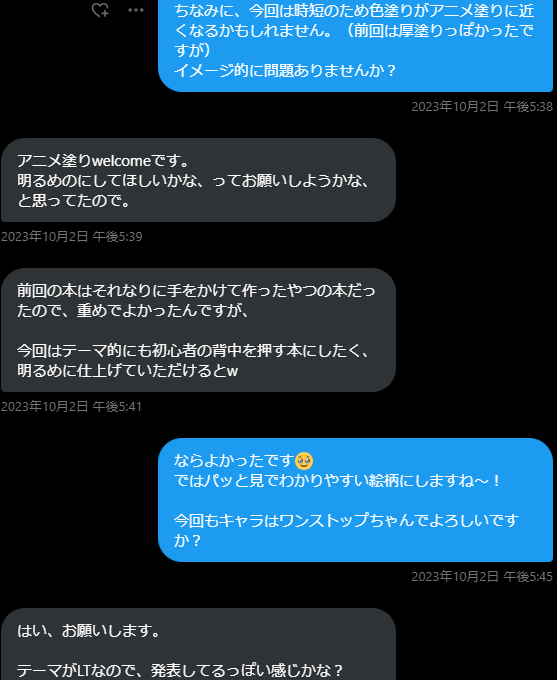 ちなみに、今回は時短のため色塗りがアニメ塗りに近
くなるかもしれません。（前回は厚塗りっぽかったで
すが）
イメージ的に問題ありませんか？
2023年10月2日 午後5:38
アニメ塗りwelcomeです。
明るめのにしてほしいかな、ってお願いしようかな、
と思ってたので。
2023年10月2日 午後5:39
前回の本はそれなりに手をかけて作ったやつの本だっ
たので、重めでよかったんですが、
今回はテーマ的にも初心者の背中を押す本にしたく、
明るめに仕上げていただけるとw
2023年10月2日 午後5:41
ならよかったです🥹
ではパッと見でわかりやすい絵柄にしますね～！
今回もキャラはワンストップちゃんでよろしいです
か？
2023年10月2日 午後5:45
はい、お願いします。
テーマがLTなので、発表してるっぽい感じかな？